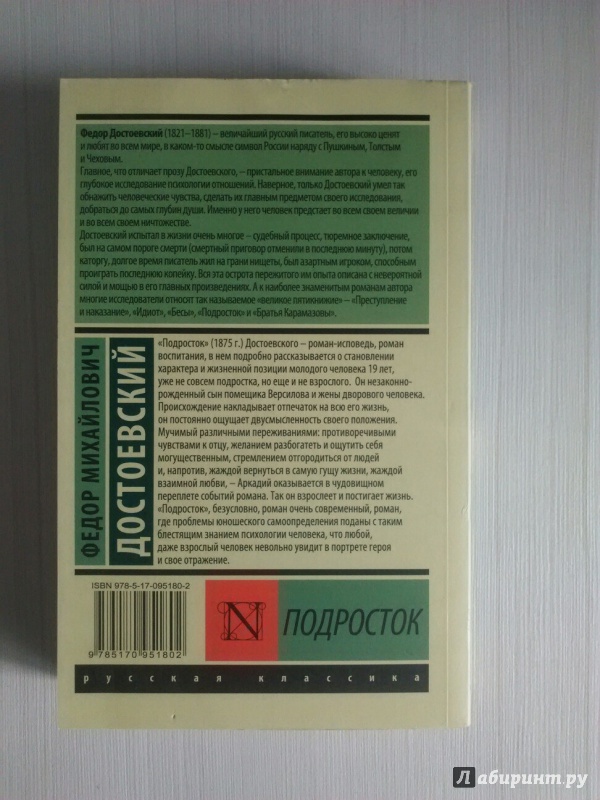 Федор Достоевский (1821–1881) – величайший русский писатель, его высоко ценят
и любят во всем мире, в каком-то смысле символ России наряду с Пушкиным, Толстым
и Чеховым.
Главное, что отличает прозу Достоевского, – пристальное внимание автора к человеку, его
глубокое исследование психологии отношений. Наверное, только Достоевский умел так
обнажить человеческие чувства, сделать их главным предметом своего исследования,
добраться до самых глубин души. Именно у него человек предстает во всем своем величии
и во всем своем ничтожестве.
Достоевский испытал в жизни очень многое – судебный процесс, тюремное заключение,
был на самом пороге смерти (смертный приговор отменили в последнюю минуту), потом
каторгу, долгое время писатель жил на грани нищеты, был азартным игроком, способным
проиграть последнюю копейку. Вся эта острота пережитого им опыта описана с невероятной
силой и мощью в его главных произведениях. А к наиболее знаменитым романам автора
многие исследователи относят так называемое «великое пятикнижие» – «Преступление
и наказание», «Идиот», «Бесы», «Подросток» и «Братья Карамазовы».
ФЕДОР МИХАЙЛОВИЧ
ДОСТОЕВСКИЙ
«Подросток» (1875 г.) Достоевского – роман-исповедь, роман
воспитания, в нем подробно рассказывается о становлении
характера и жизненной позиции молодого человека 19 лет,
уже не совсем подростка, но еще и не взрослого. Он незаконно-
рожденный сын помещика Версилова и жены дворового человека.
Происхождение накладывает отпечаток на всю его жизнь,
он постоянно ощущает двусмысленность своего положения.
Мучимый различными переживаниями: противоречивыми
чувствами к отцу, желанием разбогатеть и ощутить себя
могущественным, стремлением отгородиться от людей
и, напротив, жаждой вернуться в самую гущу жизни, жаждой
взаимной любви, – Аркадий оказывается в чудовищном
переплете событий романа. Так он взрослеет и постигает жизнь.
«Подросток», безусловно, роман очень современный, роман,
где проблемы юношеского самоопределения поданы с таким
блестящим знанием психологии человека, что любой,
даже взрослый человек невольно увидит в портрете героя
и свое отражение.
ISBN 978-5-17-095180-2
9 785170 951802
N
ПОДРОСТОК
русская классика
Лабиринт.ру